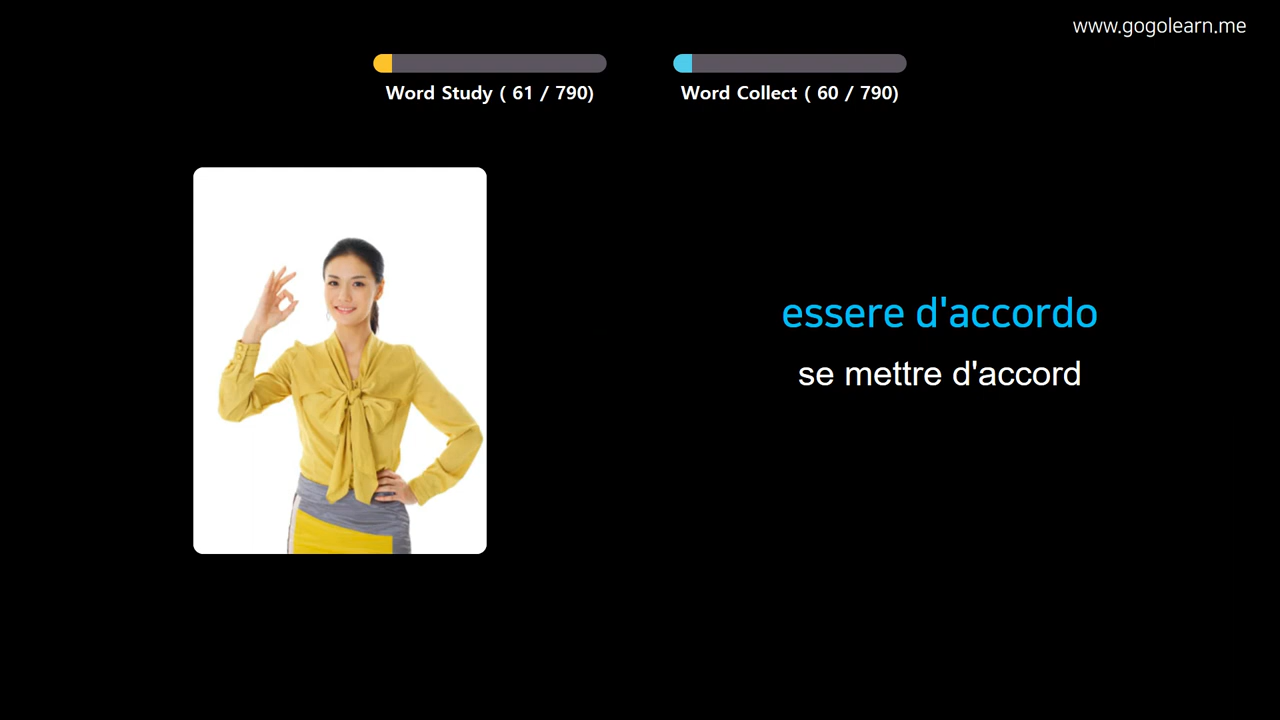 www.gogolearn.me
Word Study ( 61 / 790)
Word Collect ( 60 / 790)
essere d'accordo
se mettre d'accord